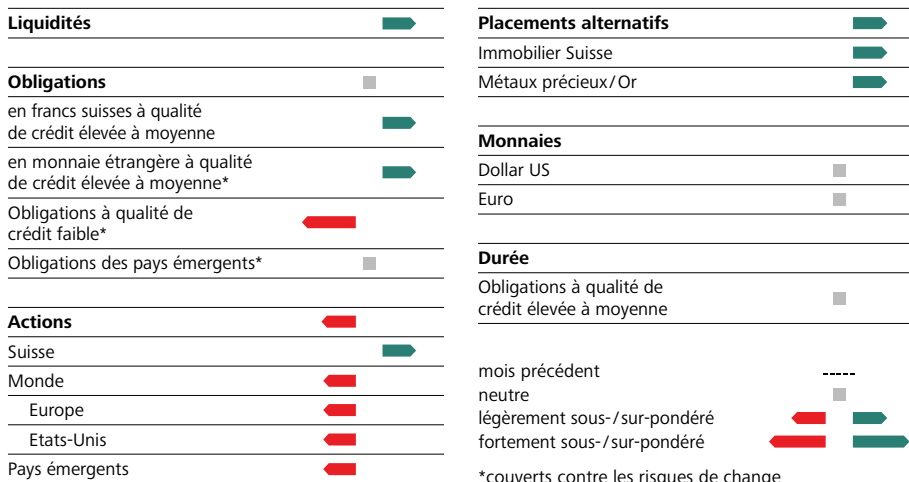 Liquidités
Obligations
en francs suisses à qualité
de crédit élevée à moyenne
en monnaie étrangère à qualité
de crédit élevée à moyenne*
Obligations à qualité de
crédit faible*
Obligations des pays émergents*
Actions
Suisse
Monde
Europe
Etats-Unis
Pays émergents
Placements alternatifs
Immobilier Suisse
Métaux précieux/Or
Monnaies
Dollar US
Euro
Durée
Obligations à qualité de
crédit élevée à moyenne
mois précédent
neutre
légèrement sous-/sur-pondéré
fortement sous-/sur-pondéré
*couverts contre les risques de change